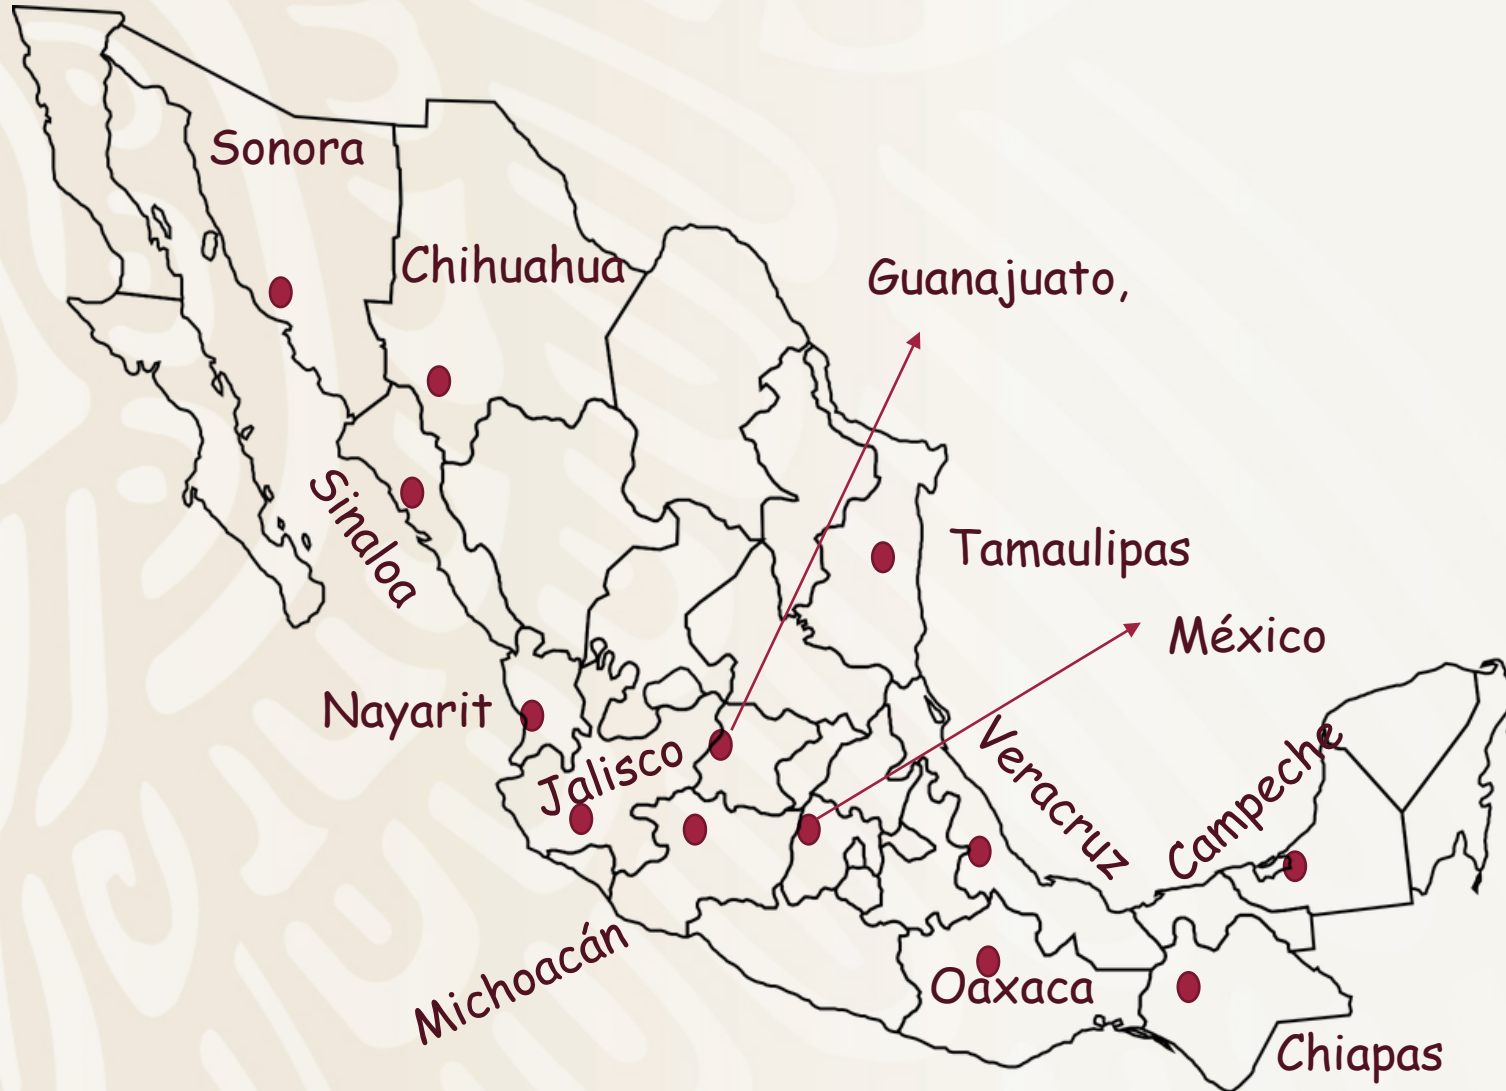 Sonora
Chihuahua
Guanajuato,
Sinaloa
Tamaulipas
México
Nayarit
Jalisco
Veracruz
Campeche
Michoacán
Oaxaca
Chiapas